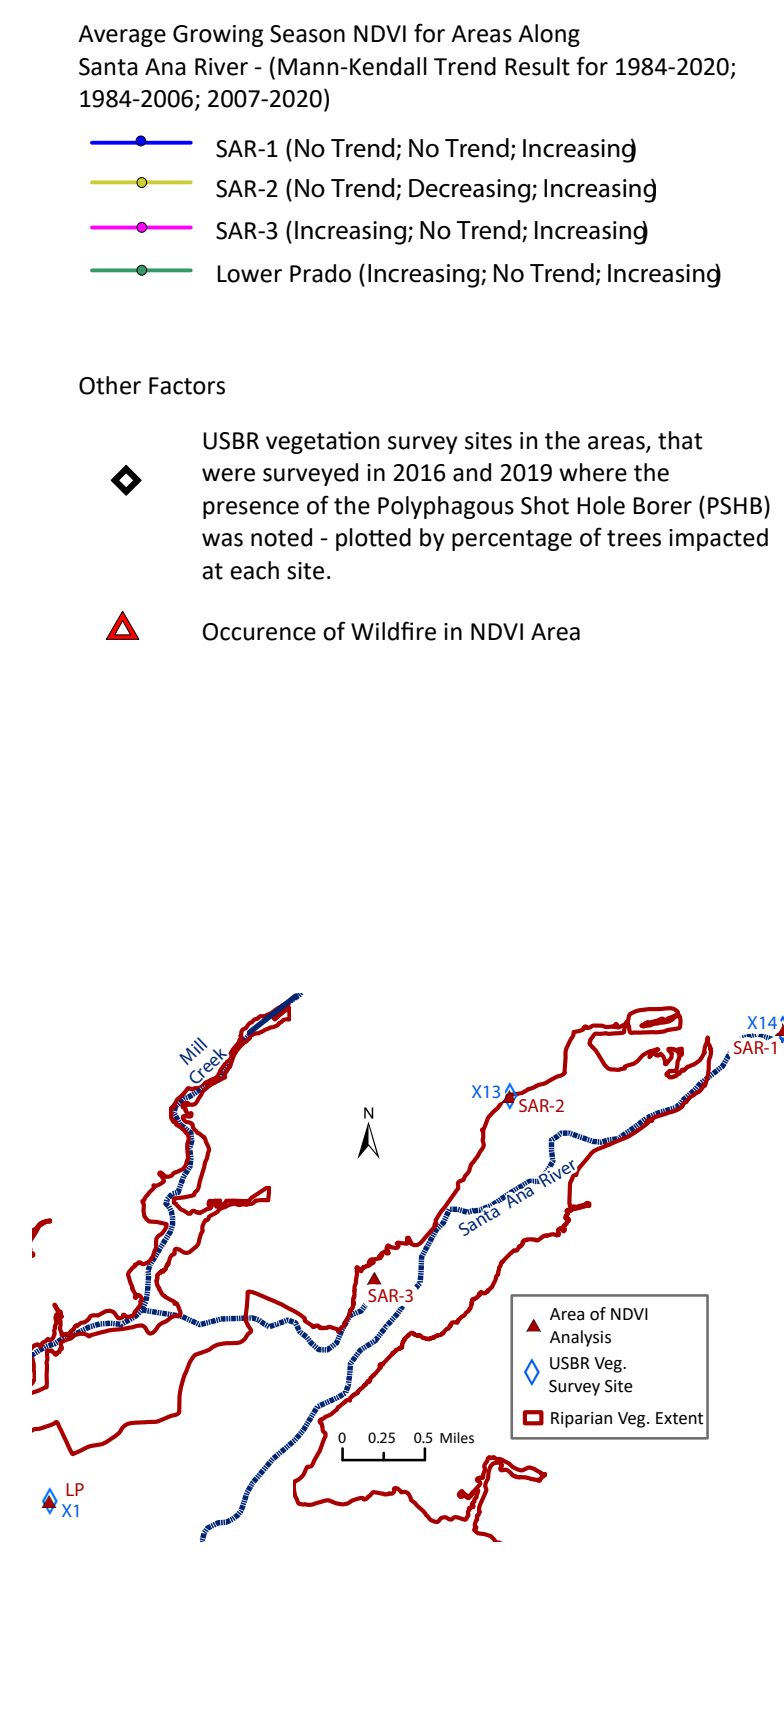 Average Growing Season NDVI for Areas Along
Santa Ana River - (Mann-Kendall Trend Result for 1984-2020;
1984-2006; 2007-2020)
SAR-1 (No Trend; No Trend; Increasing)
SAR-2 (No Trend; Decreasing; Increasing)
SAR-3 (Increasing; No Trend; Increasing)
Lower Prado (Increasing; No Trend; Increasing)
Other Factors
USBR vegetation survey sites in the areas, that
were surveyed in 2016 and 2019 where the
presence of the Polyphagous Shot Hole Borer (PSHB)
was noted - plotted by percentage of trees impacted
at each site.
Occurence of Wildfire in NDVI Area
Mill
Creek
X14
SAR-1
X13
SAR-2
N
Santa Ana River
SAR-3
Area of NDVI
Analysis
USBR Veg.
Survey Site
Riparian Veg. Extent
0 0.25 0.5 Miles
LP
X1